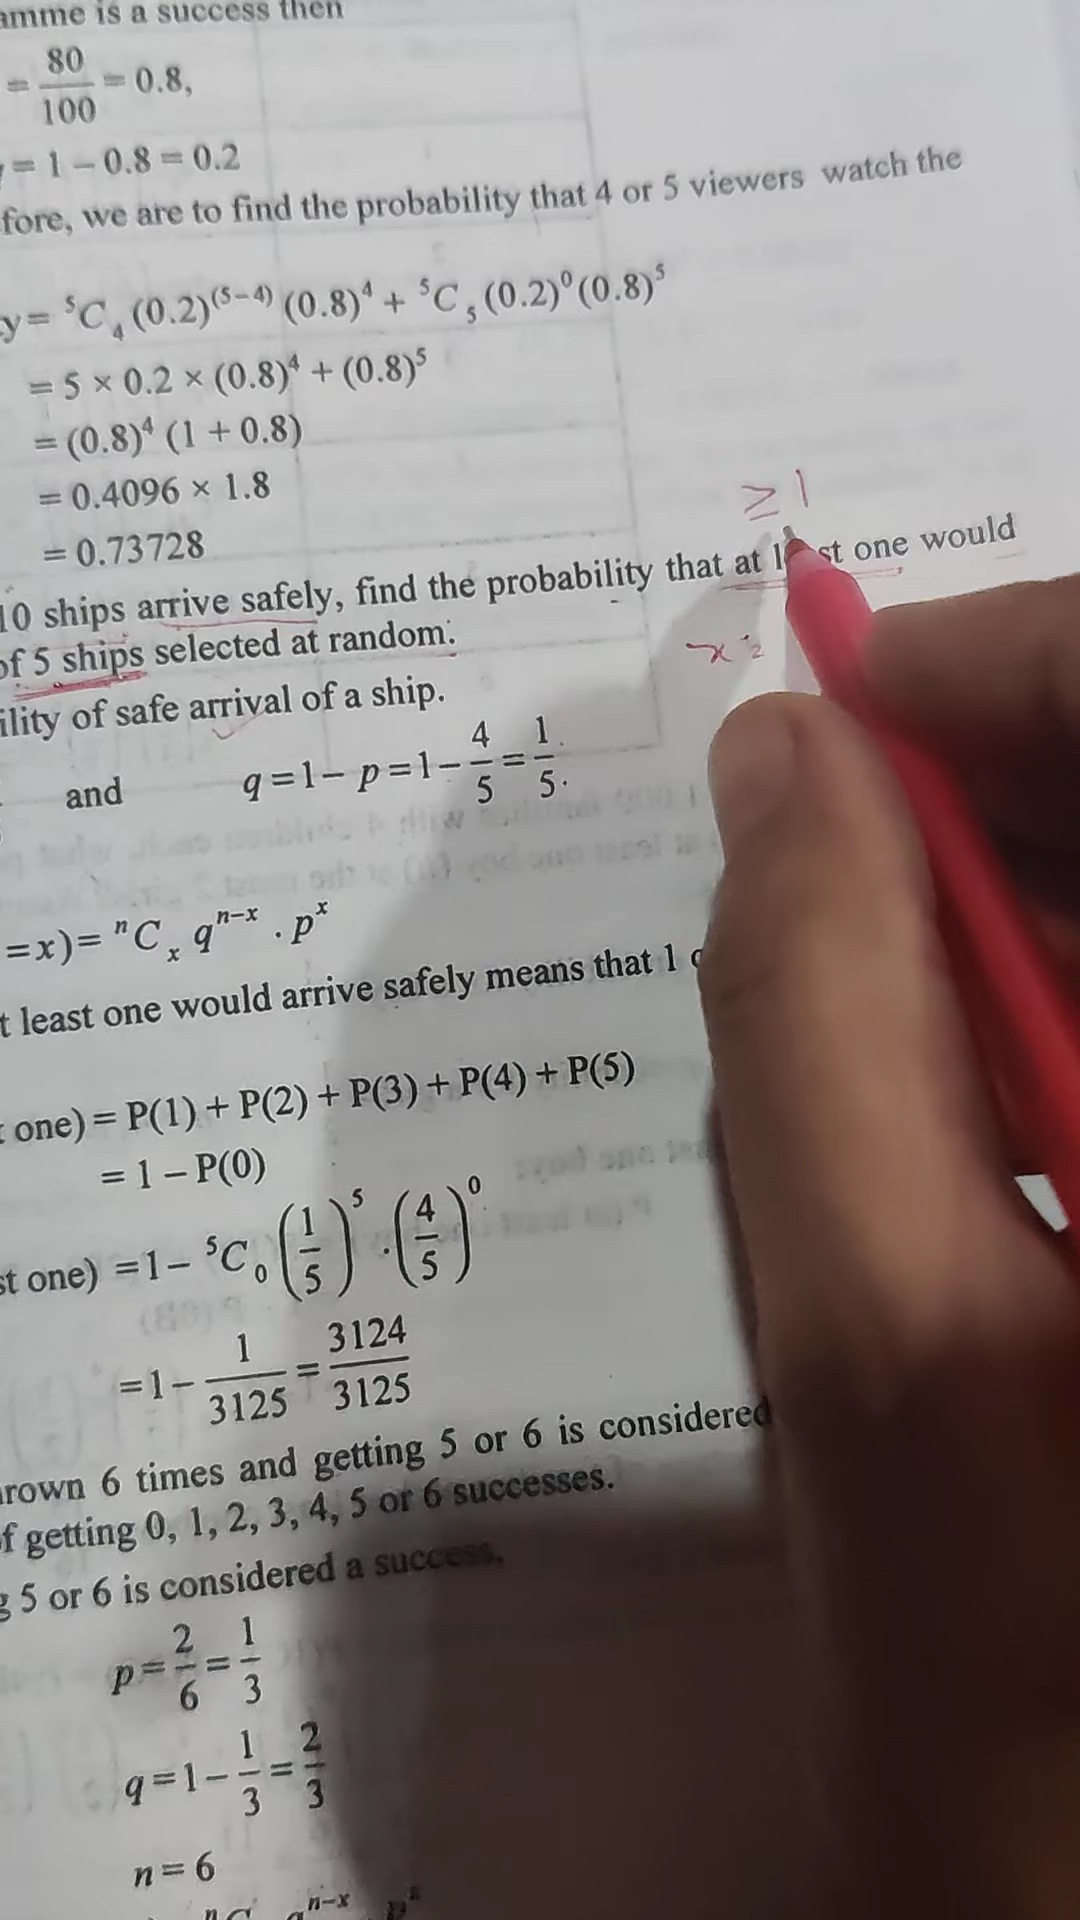 amme is a success then
= 80/100 = 0.8,
= 1 – 0.8 = 0.2
fore, we are to find the probability that 4 or 5 viewers watch the
y = ⁵C₄ (0.2)⁽⁵⁻⁴⁾ (0.8)⁴ + ⁵C₅ (0.2)⁰ (0.8)⁵
= 5 × 0.2 × (0.8)⁴ + (0.8)⁵
= (0.8)⁴ (1 + 0.8)
= 0.4096 × 1.8
≥ 1
= 0.73728
10 ships arrive safely, find the probability that at l st one would
of 5 ships selected at random.
x
ility of safe arrival of a ship.
and q = 1 – p = 1 – 4/5 = 1/5.
=x) = ⁿCₓ qⁿ⁻ˣ . pˣ
t least one would arrive safely means that 1
one) = P(1) + P(2) + P(3) + P(4) + P(5)
= 1 – P(0)
st one) = 1 – ⁵C₀ (1/5)⁵ . (4/5)⁰
= 1 – 1/3125 = 3124/3125
rown 6 times and getting 5 or 6 is considered
f getting 0, 1, 2, 3, 4, 5 or 6 successes.
g 5 or 6 is considered a success,
p = 2/6 = 1/3
q = 1 – 1/3 = 2/3
n = 6